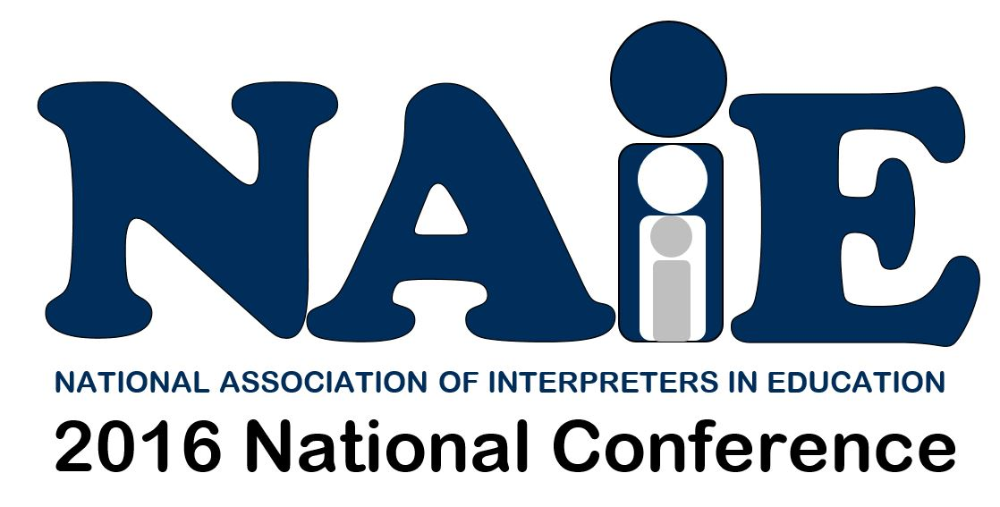 NAiE
NATIONAL ASSOCIATION OF INTERPRETERS IN EDUCATION
2016 National Conference